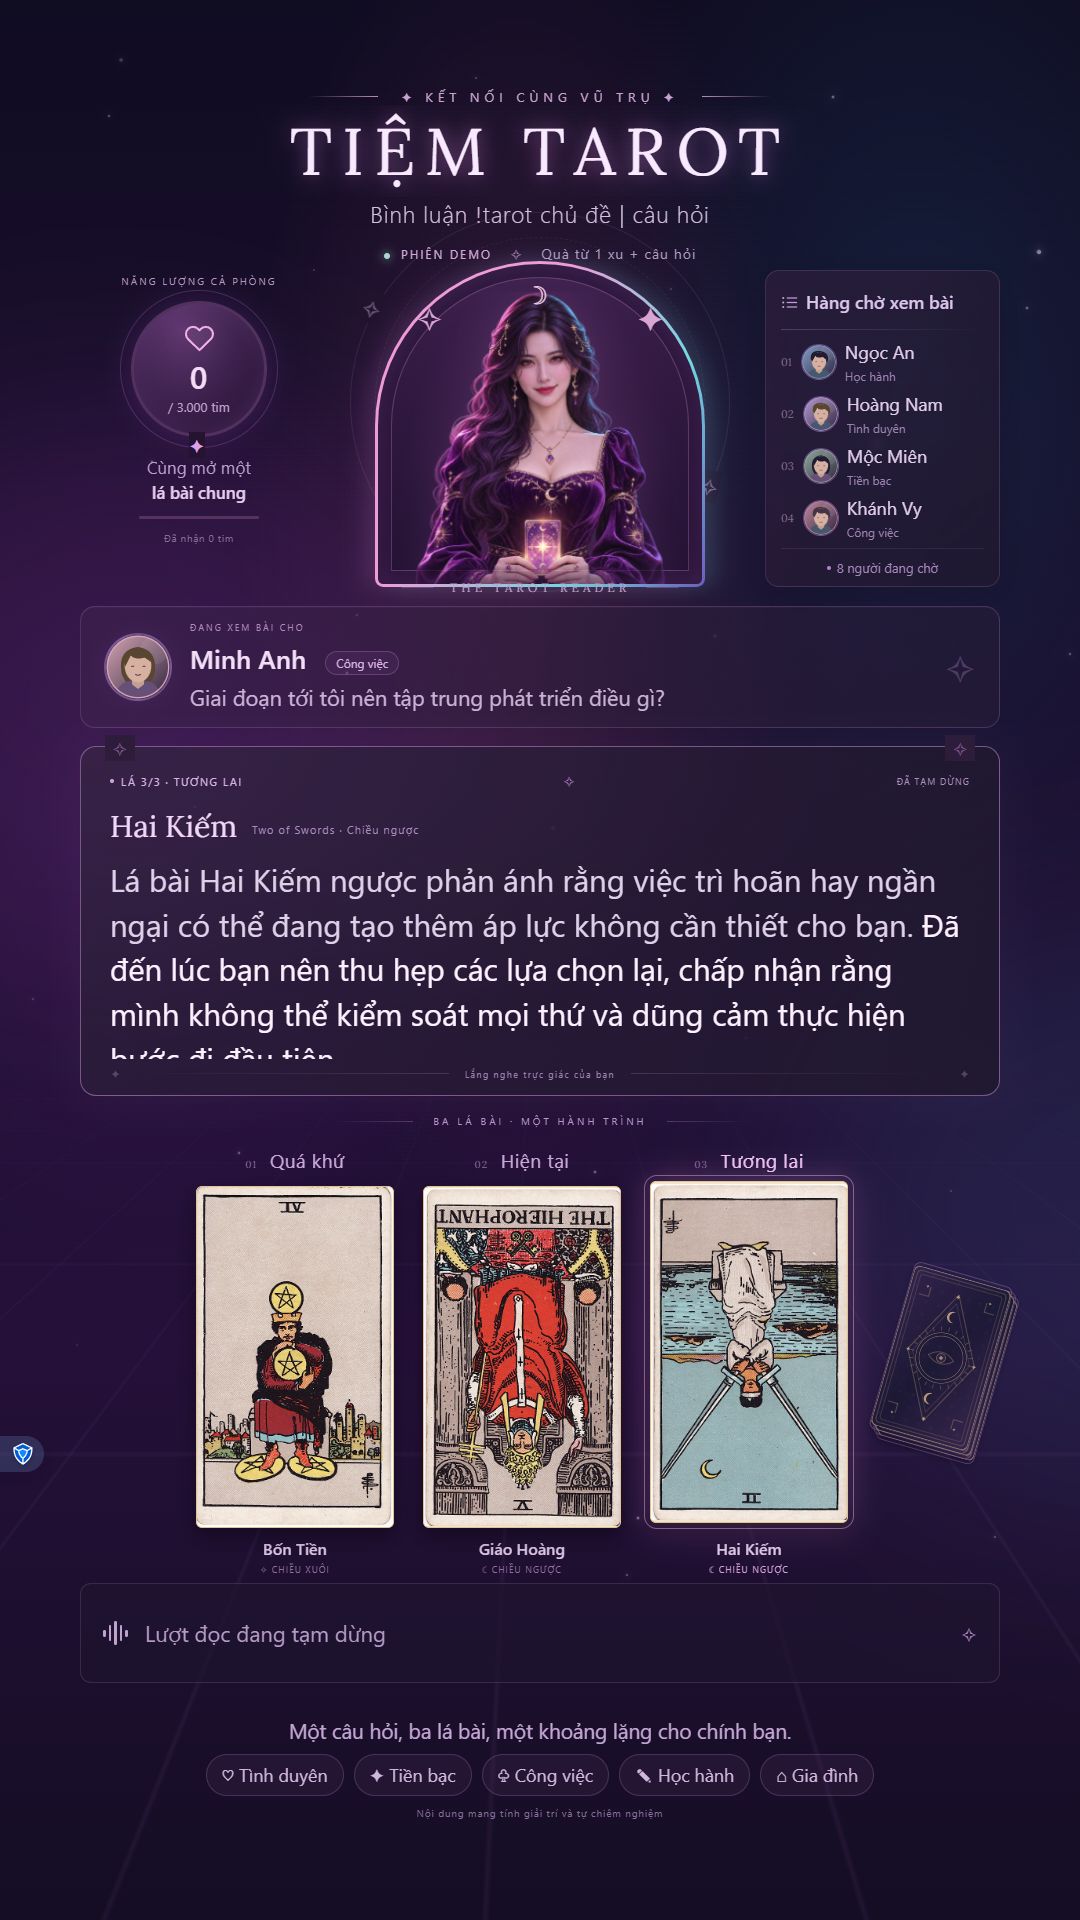 ✦ KẾT NỐI CÙNG VŨ TRỤ ✦
TIỆM TAROT
Bình luận !tarot chủ đề | câu hỏi
PHIÊN DEMO ✧ Quà từ 1 xu + câu hỏi
NĂNG LƯỢNG CẢ PHÒNG
0
/ 3.000 tim
Cùng mở một
lá bài chung
Đã nhận 0 tim
THE TAROT READER
Hàng chờ xem bài
01 Ngọc An
Học hành
02 Hoàng Nam
Tình duyên
03 Mộc Miên
Tiền bạc
04 Khánh Vy
Công việc
• 8 người đang chờ
ĐANG XEM BÀI CHO
Minh Anh Công việc
Giai đoạn tới tôi nên tập trung phát triển điều gì?
• LÁ 3/3 · TƯƠNG LAI
ĐÃ TẠM DỪNG
Hai Kiếm Two of Swords · Chiều ngược
Lá bài Hai Kiếm ngược phản ánh rằng việc trì hoãn hay ngần
ngại có thể đang tạo thêm áp lực không cần thiết cho bạn. Đã
đến lúc bạn nên thu hẹp các lựa chọn lại, chấp nhận rằng
mình không thể kiểm soát mọi thứ và dũng cảm thực hiện
bước đi đầu tiên
Lắng nghe trực giác của bạn
BA LÁ BÀI · MỘT HÀNH TRÌNH
01 Quá khứ
02 Hiện tại
03 Tương lai
IV
THE HIEROPHANT
V
II
Bốn Tiền
✧ CHIỀU XUÔI
Giáo Hoàng
☾ CHIỀU NGƯỢC
Hai Kiếm
☾ CHIỀU NGƯỢC
Lượt đọc đang tạm dừng
Một câu hỏi, ba lá bài, một khoảng lặng cho chính bạn.
♡ Tình duyên
✦ Tiền bạc
♧ Công việc
✎ Học hành
⌂ Gia đình
Nội dung mang tính giải trí và tự chiêm nghiệm